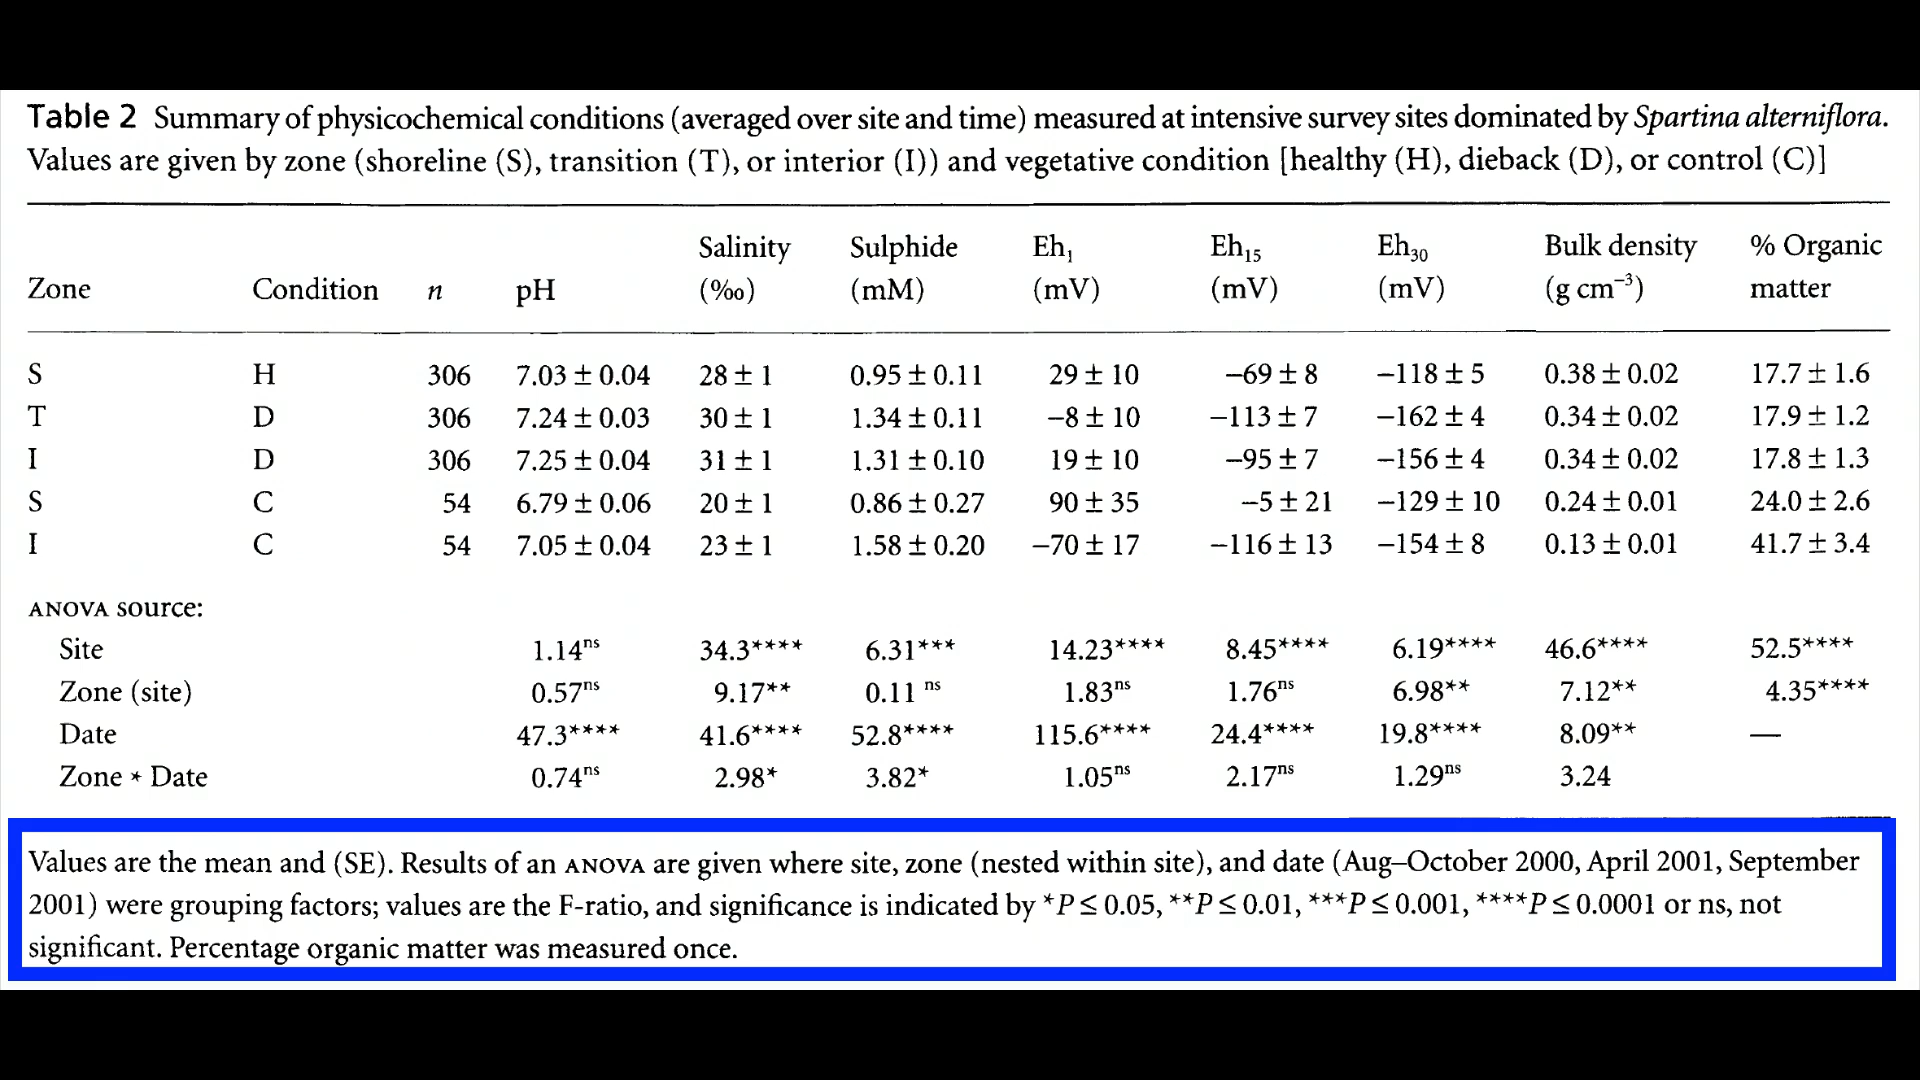 Table 2 Summary of physicochemical conditions (averaged over site and time) measured at intensive survey sites dominated by Spartina alterniflora.
Values are given by zone (shoreline (S), transition (T), or interior (I)) and vegetative condition [healthy (H), dieback (D), or control (C)]
Zone Condition n pH Salinity (‰) Sulphide (mM) Eh₁ (mV) Eh₁₅ (mV) Eh₃₀ (mV) Bulk density (g cm⁻³) % Organic matter
S H 306 7.03 ± 0.04 28 ± 1 0.95 ± 0.11 29 ± 10 –69 ± 8 –118 ± 5 0.38 ± 0.02 17.7 ± 1.6
T D 306 7.24 ± 0.03 30 ± 1 1.34 ± 0.11 –8 ± 10 –113 ± 7 –162 ± 4 0.34 ± 0.02 17.9 ± 1.2
I D 306 7.25 ± 0.04 31 ± 1 1.31 ± 0.10 19 ± 10 –95 ± 7 –156 ± 4 0.34 ± 0.02 17.8 ± 1.3
S C 54 6.79 ± 0.06 20 ± 1 0.86 ± 0.27 90 ± 35 –5 ± 21 –129 ± 10 0.24 ± 0.01 24.0 ± 2.6
I C 54 7.05 ± 0.04 23 ± 1 1.58 ± 0.20 –70 ± 17 –116 ± 13 –154 ± 8 0.13 ± 0.01 41.7 ± 3.4
ANOVA source:
Site 1.14ⁿˢ 34.3**** 6.31*** 14.23**** 8.45**** 6.19**** 46.6**** 52.5****
Zone (site) 0.57ⁿˢ 9.17** 0.11 ⁿˢ 1.83ⁿˢ 1.76ⁿˢ 6.98** 7.12** 4.35****
Date 47.3**** 41.6**** 52.8**** 115.6**** 24.4**** 19.8**** 8.09** —
Zone * Date 0.74ⁿˢ 2.98* 3.82* 1.05ⁿˢ 2.17ⁿˢ 1.29ⁿˢ 3.24
Values are the mean and (SE). Results of an ANOVA are given where site, zone (nested within site), and date (Aug–October 2000, April 2001, September
2001) were grouping factors; values are the F-ratio, and significance is indicated by *P ≤ 0.05, **P ≤ 0.01, ***P ≤ 0.001, ****P ≤ 0.0001 or ns, not
significant. Percentage organic matter was measured once.